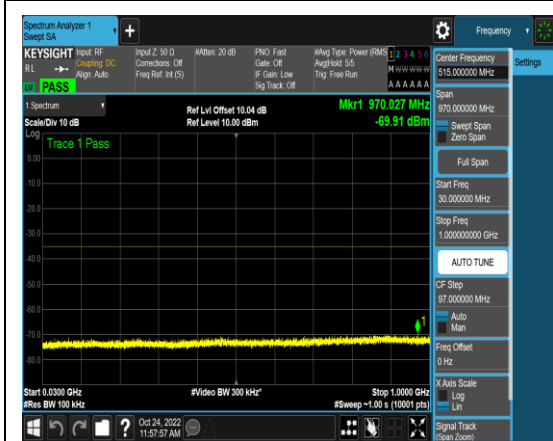 Spectrum Analyzer 1
Swept SA
+
Frequency
KEYSIGHT
RL
PASS
Input: RF
Coupling: DC
Align: Auto
Input Z: 50 Ω
Corrections: Off
Freq Ref: Int (S)
#Atten: 20 dB
PNO: Fast
Gate: Off
IF Gain: Low
Sig Track: Off
#Avg Type: Power (RMS
Avg|Hold: 5/5
Trig: Free Run
1 2 3 4 5 6
M W W W W W
A A A A A A
Center Frequency
515.000000 MHz
Settings
Span
970.000000 MHz
Swept Span
Zero Span
Full Span
Start Freq
30.000000 MHz
Stop Freq
1.000000000 GHz
AUTO TUNE
CF Step
97.000000 MHz
Auto
Man
Freq Offset
0 Hz
X Axis Scale
Log
Lin
Signal Track
(Span Zoom)
1 Spectrum
Scale/Div 10 dB
Log
Ref Lvl Offset 10.04 dB
Ref Level 10.00 dBm
Mkr1 970.027 MHz
-69.91 dBm
Trace 1 Pass
0.00
-10.0
-20.0
-30.0
-40.0
-50.0
-60.0
-70.0
-80.0
1
Start 0.0300 GHz
#Res BW 100 kHz
#Video BW 300 kHz*
Stop 1.0000 GHz
#Sweep ~1.00 s (10001 pts)
?
Oct 24, 2022
11:57:57 AM